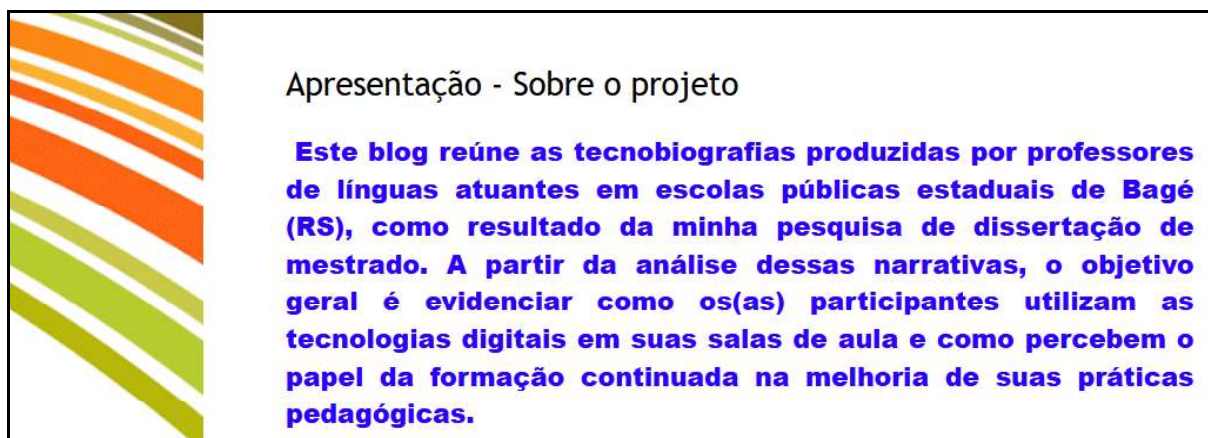 Apresentação - Sobre o projeto
Este blog reúne as tecnobiografias produzidas por professores
de línguas atuantes em escolas públicas estaduais de Bagé
(RS), como resultado da minha pesquisa de dissertação de
mestrado. A partir da análise dessas narrativas, o objetivo
geral é evidenciar como os(as) participantes utilizam as
tecnologias digitais em suas salas de aula e como percebem o
papel da formação continuada na melhoria de suas práticas
pedagógicas.